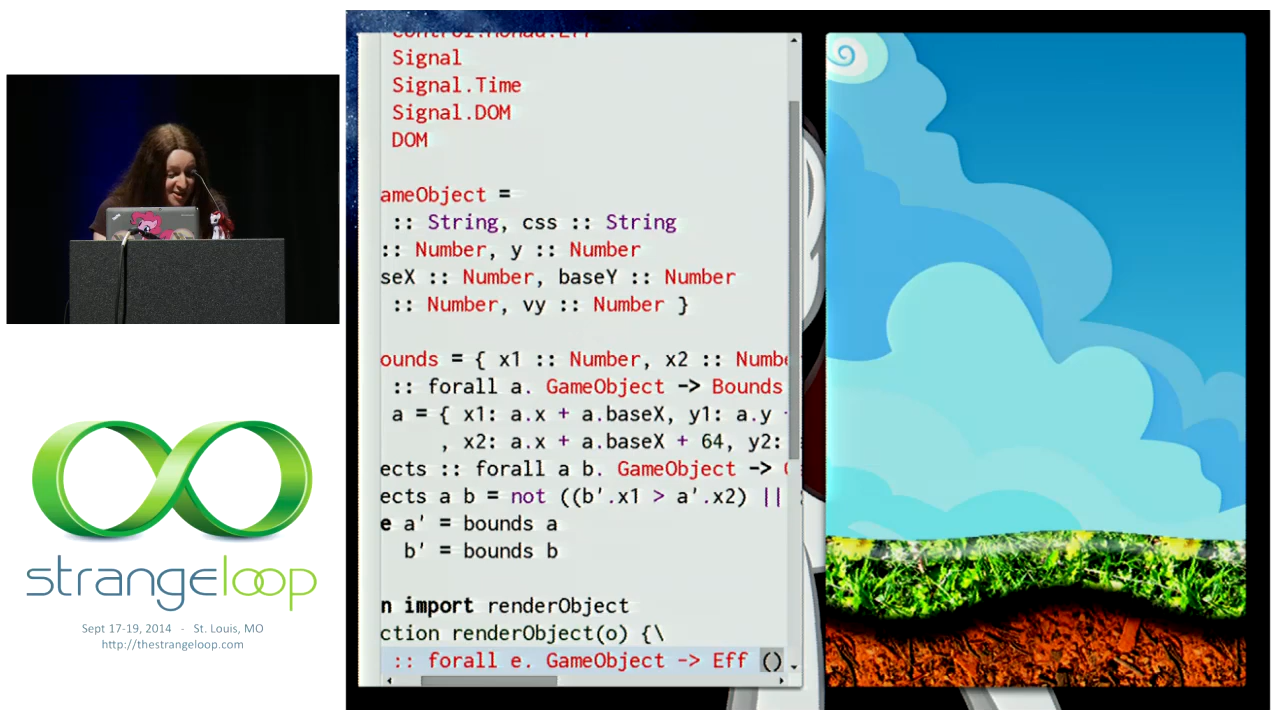 Control.Monad.Eff
Signal
Signal.Time
Signal.DOM
DOM
ameObject =
:: String, css :: String
:: Number, y :: Number
seX :: Number, baseY :: Number
:: Number, vy :: Number }
ounds = { x1 :: Number, x2 :: Numbe
:: forall a. GameObject -> Bounds
a = { x1: a.x + a.baseX, y1: a.y +
, x2: a.x + a.baseX + 64, y2:
ects :: forall a b. GameObject -> G
ects a b = not ((b'.x1 > a'.x2) ||
e a' = bounds a
b' = bounds b
n import renderObject
ction renderObject(o) {\
:: forall e. GameObject -> Eff ()
strangeloop
Sept 17-19, 2014 - St. Louis, MO
http://thestrangeloop.com